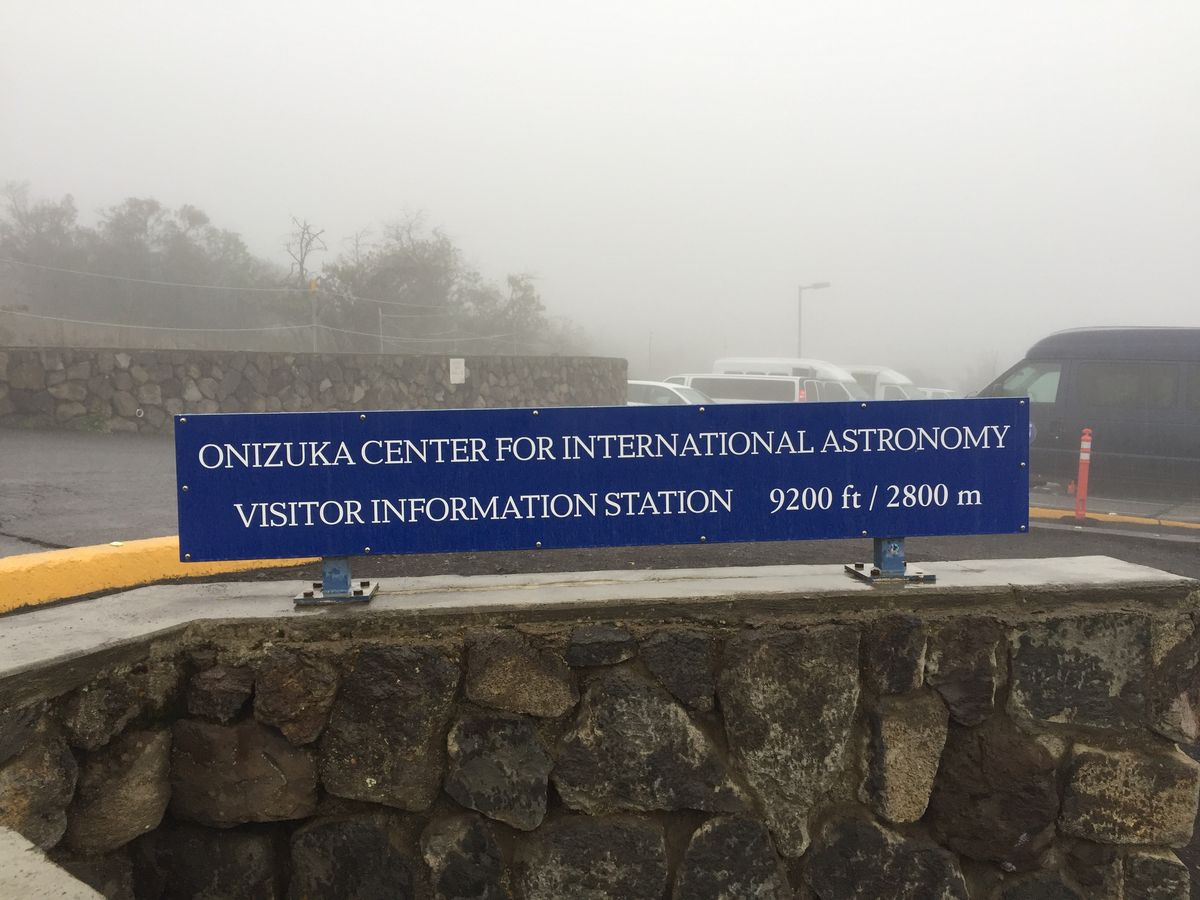 ONIZUKA CENTER FOR INTERNATIONAL ASTRONOMY
VISITOR INFORMATION STATION 9200 ft / 2800 m